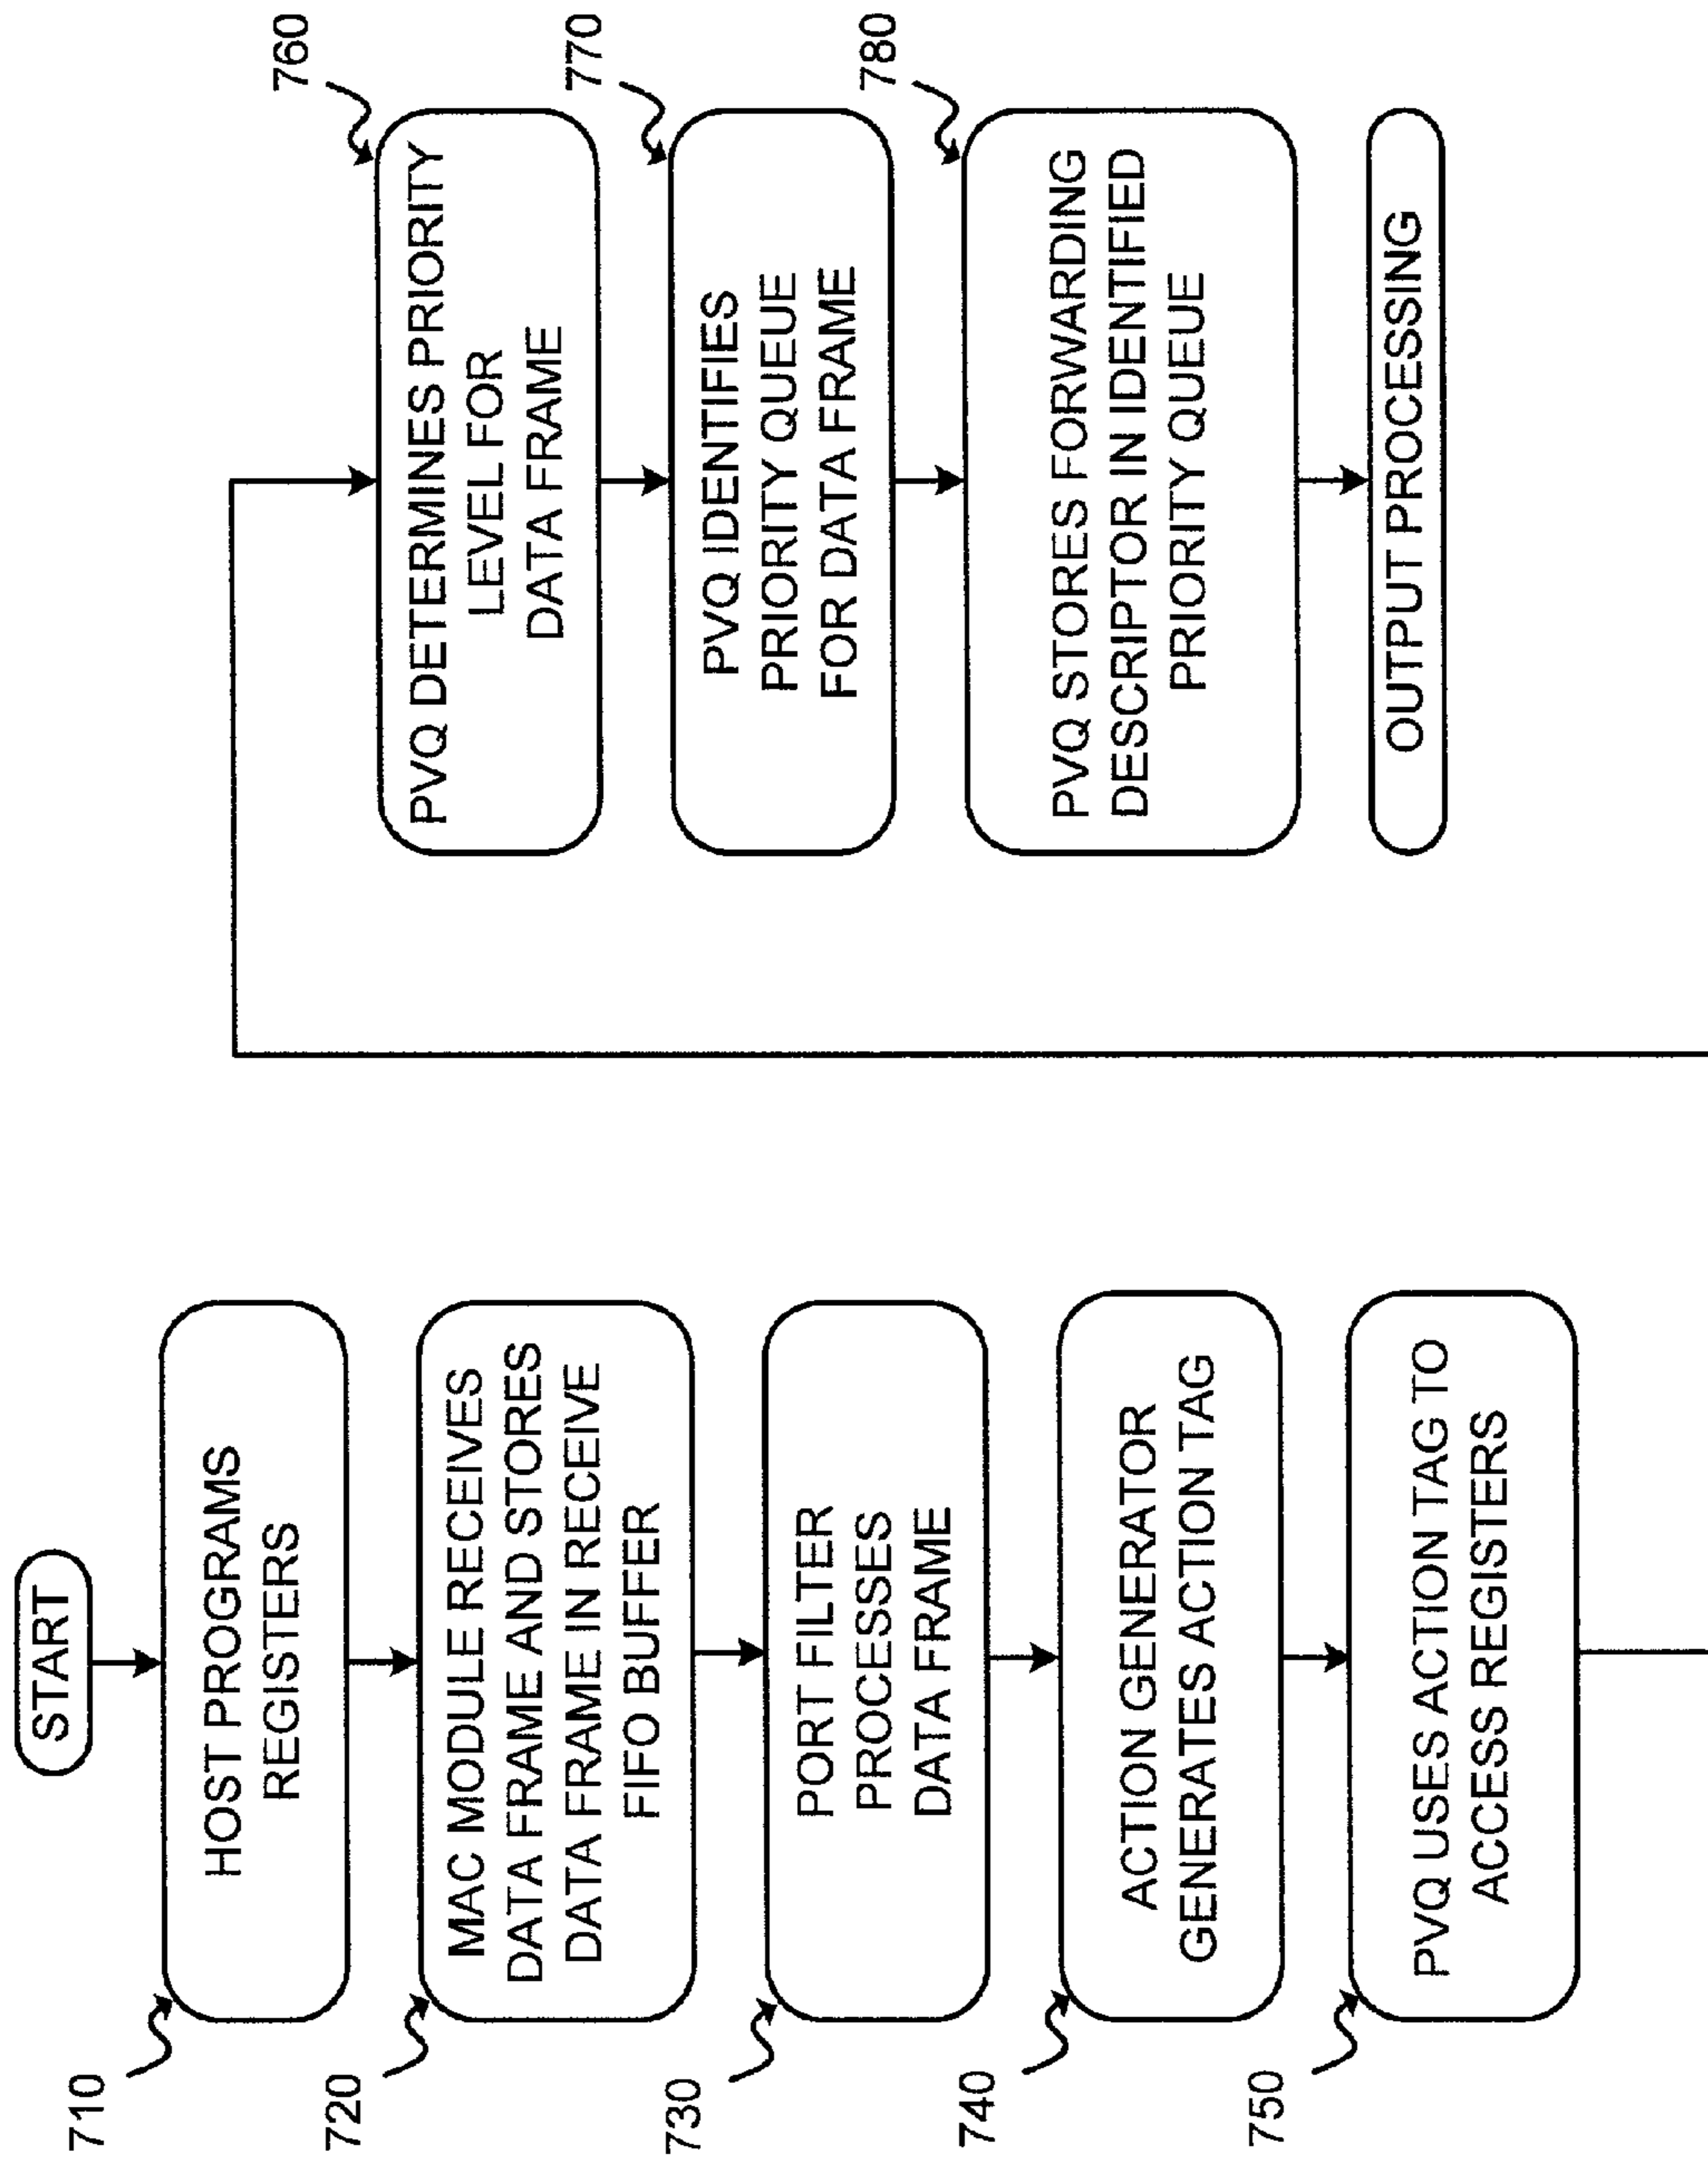 START
710
HOST PROGRAMS
REGISTERS
720
MAC MODULE RECEIVES
DATA FRAME AND STORES
DATA FRAME IN RECEIVE
FIFO BUFFER
730
PORT FILTER
PROCESSES
DATA FRAME
740
ACTION GENERATOR
GENERATES ACTION TAG
750
PVQ USES ACTION TAG TO
ACCESS REGISTERS
760
PVQ DETERMINES PRIORITY
LEVEL FOR
DATA FRAME
770
PVQ IDENTIFIES
PRIORITY QUEUE
FOR DATA FRAME
780
PVQ STORES FORWARDING
DESCRIPTOR IN IDENTIFIED
PRIORITY QUEUE
OUTPUT PROCESSING